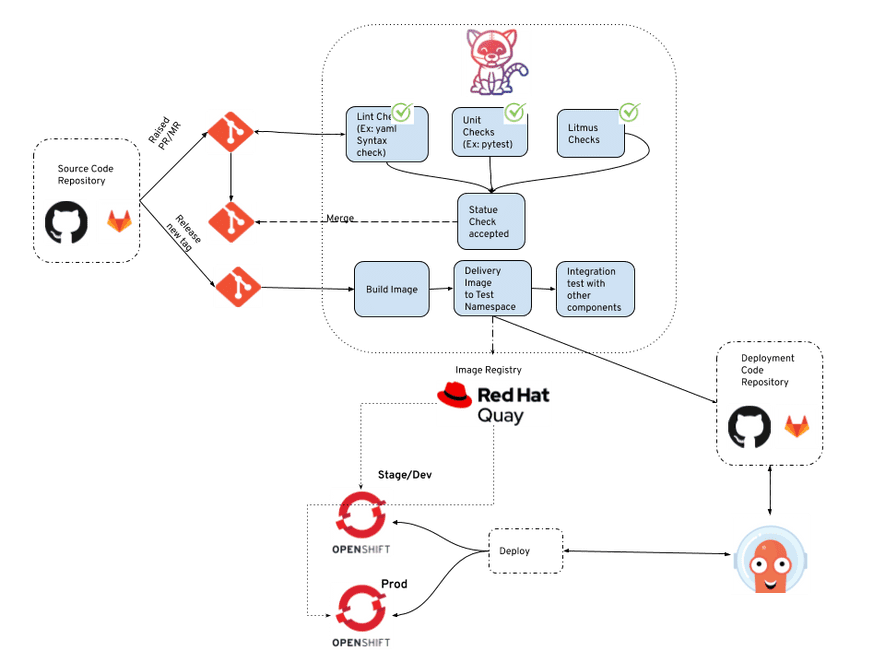 Raised
PR/MR
Source Code
Repository
Release
new tag
Lint Che
(Ex: yaml
Syntax
check)
Unit
Checks
(Ex: pytest)
Litmus
Checks
Merge
Statue
Check
accepted
Build Image
Delivery
Image
to Test
Namespace
Integration
test with
other
components
Image Registry
Red Hat
Quay
Deployment
Code
Repository
Stage/Dev
OPENSHIFT
Deploy
Prod
OPENSHIFT